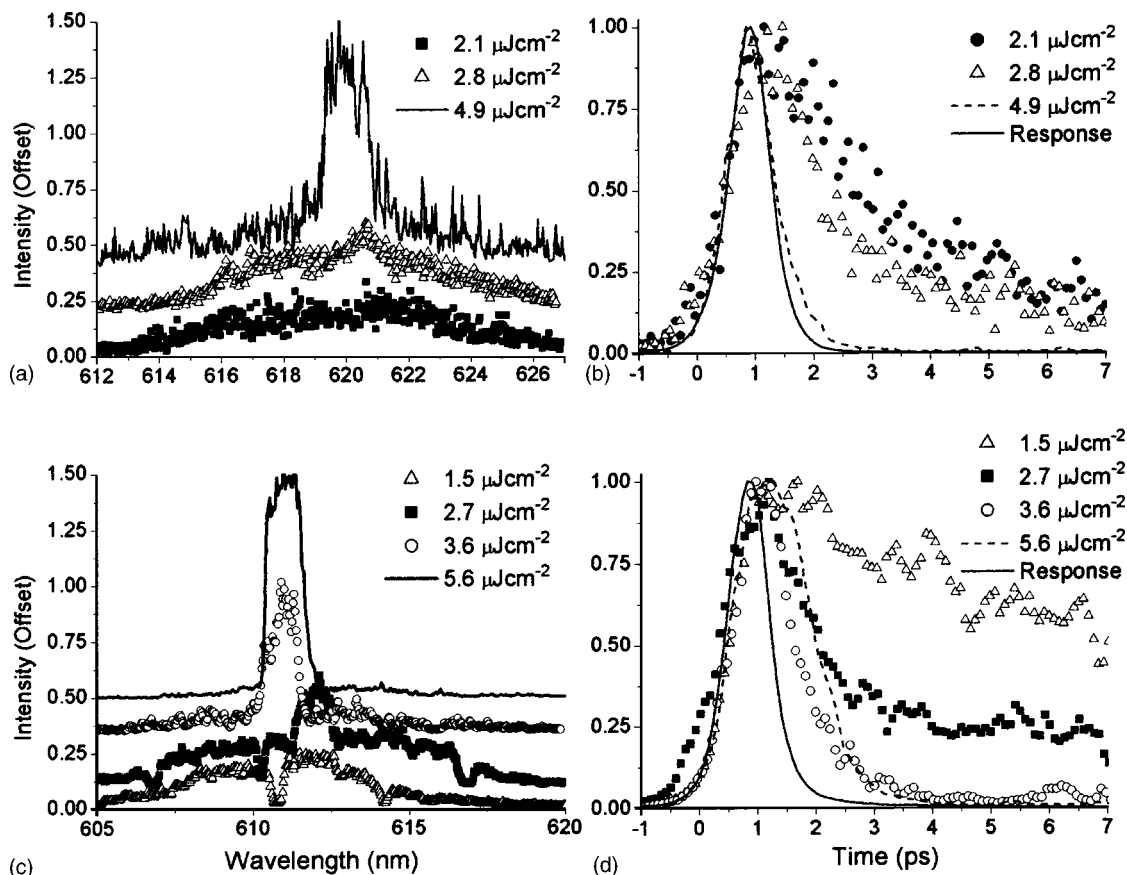 1.50
1.25
1.00
0.75
0.50
0.25
0.00
Intensity (Offset)
2.1 μJcm-2
2.8 μJcm-2
4.9 μJcm-2
(a)
612 614 616 618 620 622 624 626
1.00
0.75
0.50
0.25
0.00
2.1 μJcm-2
2.8 μJcm-2
4.9 μJcm-2
Response
(b)
-1 0 1 2 3 4 5 6 7
1.50
1.25
1.00
0.75
0.50
0.25
0.00
Intensity (Offset)
1.5 μJcm-2
2.7 μJcm-2
3.6 μJcm-2
5.6 μJcm-2
605 610 615 620
(c)
Wavelength (nm)
1.00
0.75
0.50
0.25
0.00
1.5 μJcm-2
2.7 μJcm-2
3.6 μJcm-2
5.6 μJcm-2
Response
-1 0 1 2 3 4 5 6 7
(d)
Time (ps)